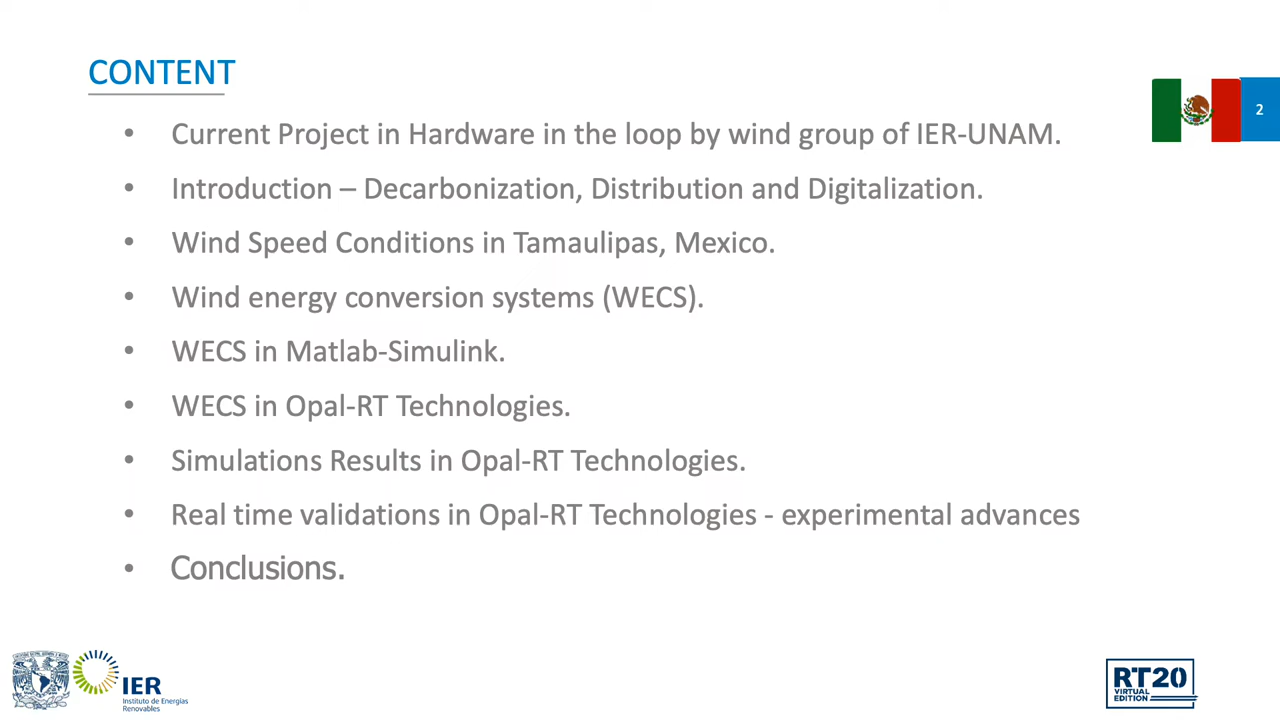 CONTENT
2
• Current Project in Hardware in the loop by wind group of IER-UNAM.
• Introduction – Decarbonization, Distribution and Digitalization.
• Wind Speed Conditions in Tamaulipas, Mexico.
• Wind energy conversion systems (WECS).
• WECS in Matlab-Simulink.
• WECS in Opal-RT Technologies.
• Simulations Results in Opal-RT Technologies.
• Real time validations in Opal-RT Technologies - experimental advances
• Conclusions.
IER
Instituto de Energías
Renovables
RT20
VIRTUAL
EDITION